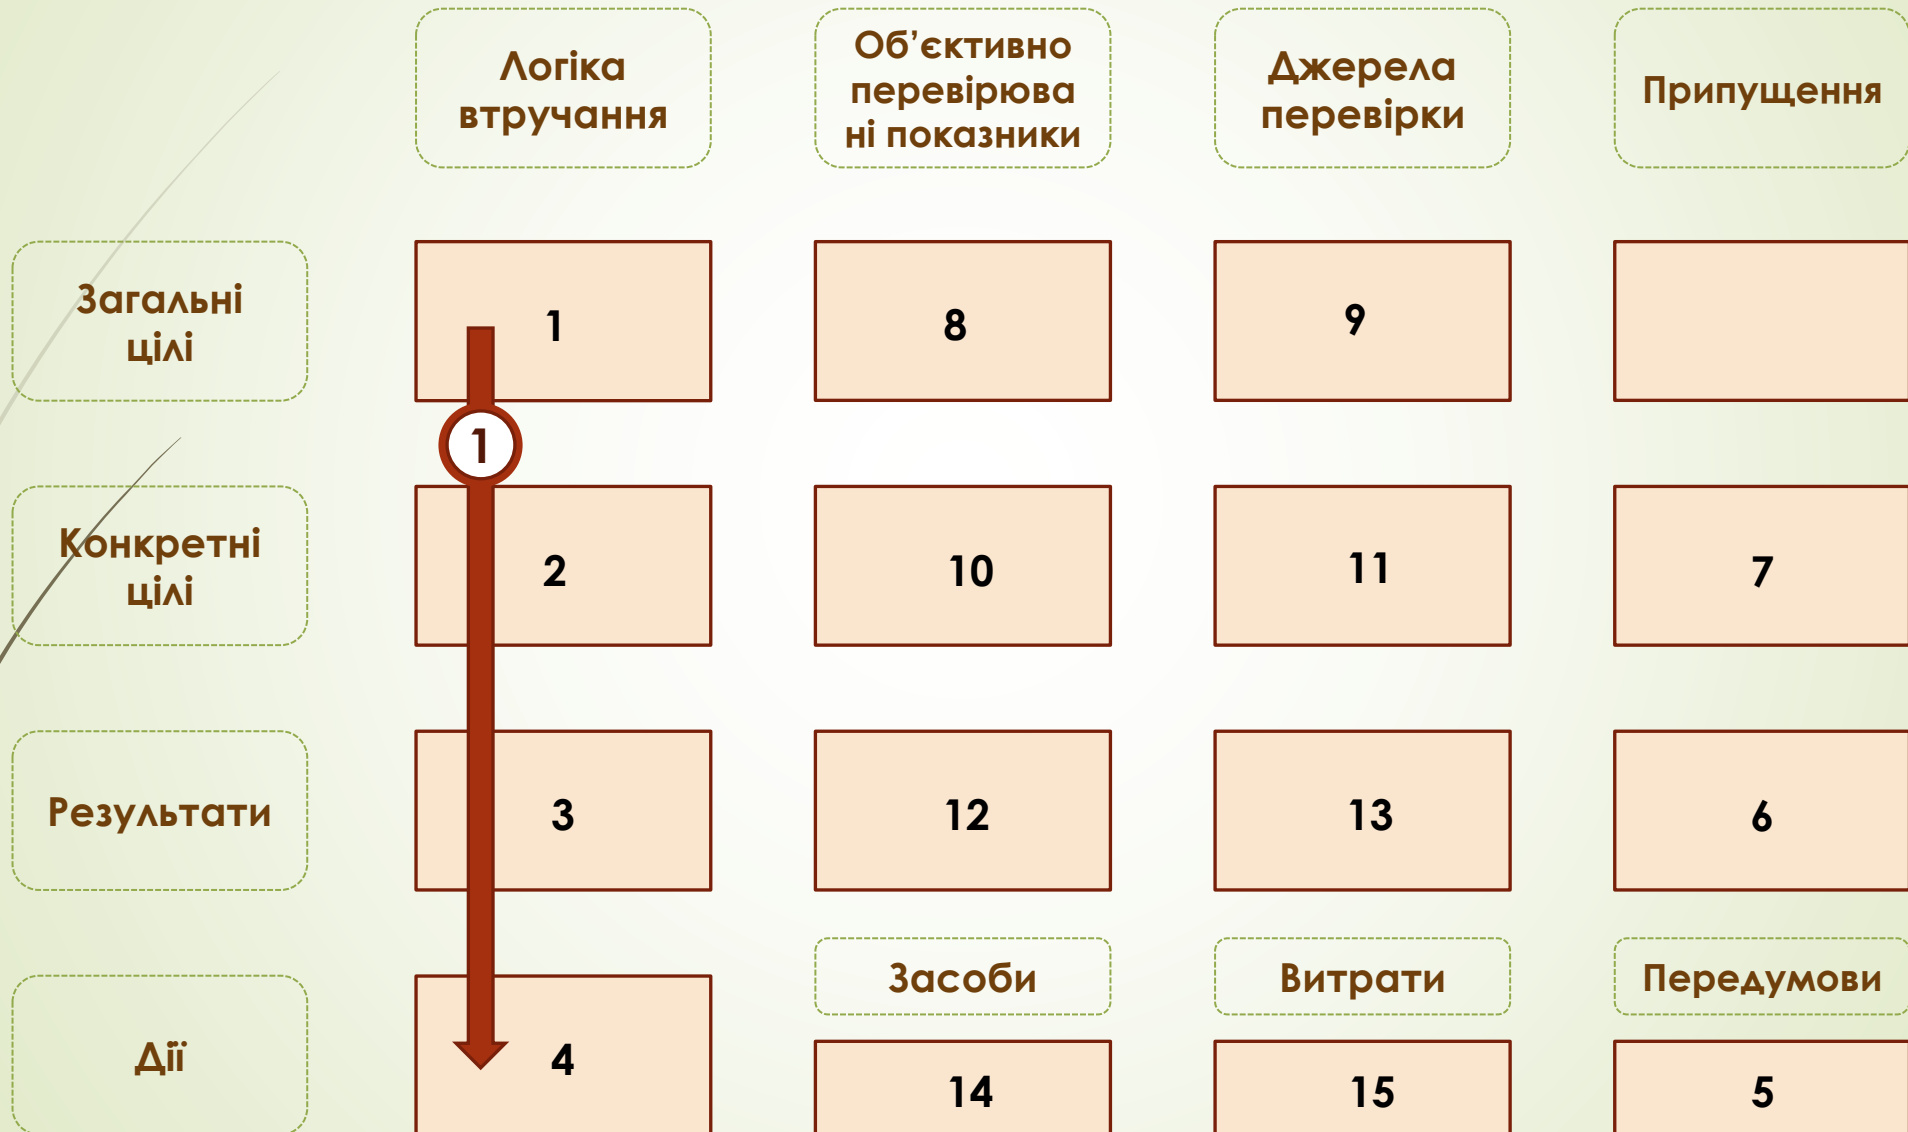 Логіка
втручання
Об’єктивно
перевірюва
ні показники
Джерела
перевірки
Припущення
Загальні
цілі
1
8
9
1
Конкретні
цілі
2
10
11
7
Результати
3
12
13
6
Засоби
Витрати
Передумови
Дії
4
14
15
5